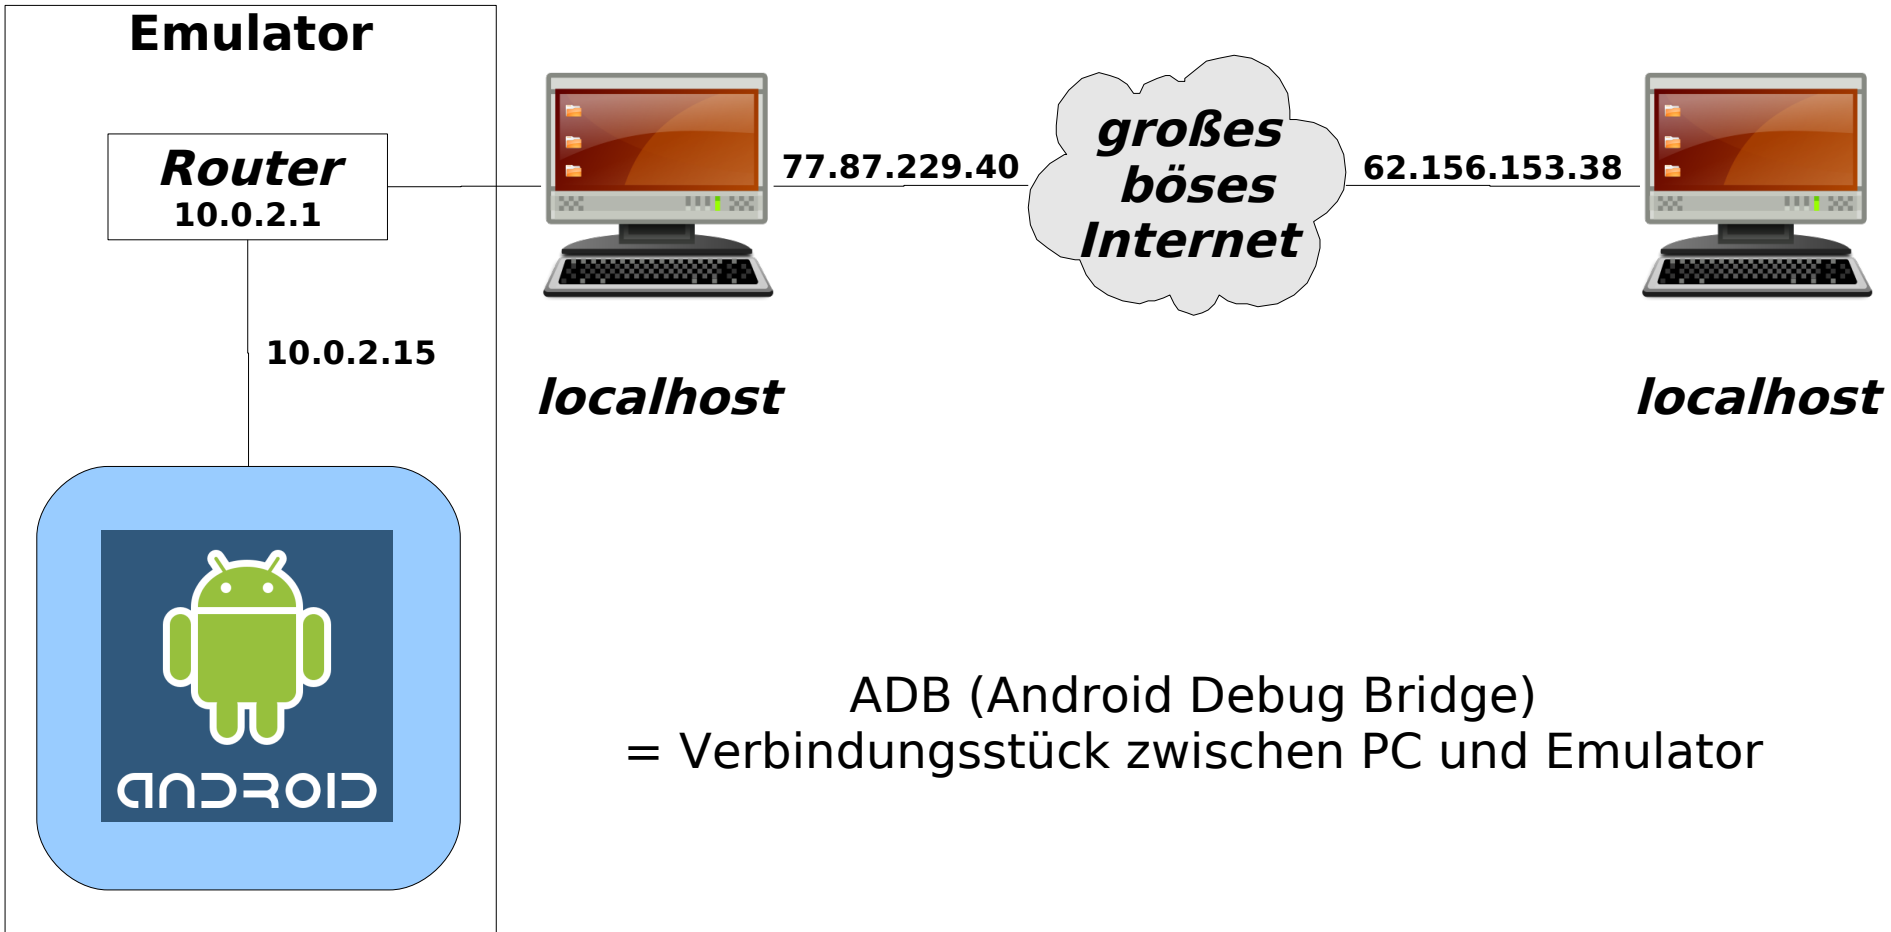 Emulator
Router
10.0.2.1
10.0.2.15
ANDROID
77.87.229.40
großes
böses
Internet
62.156.153.38
localhost
localhost
ADB (Android Debug Bridge)
= Verbindungsstück zwischen PC und Emulator